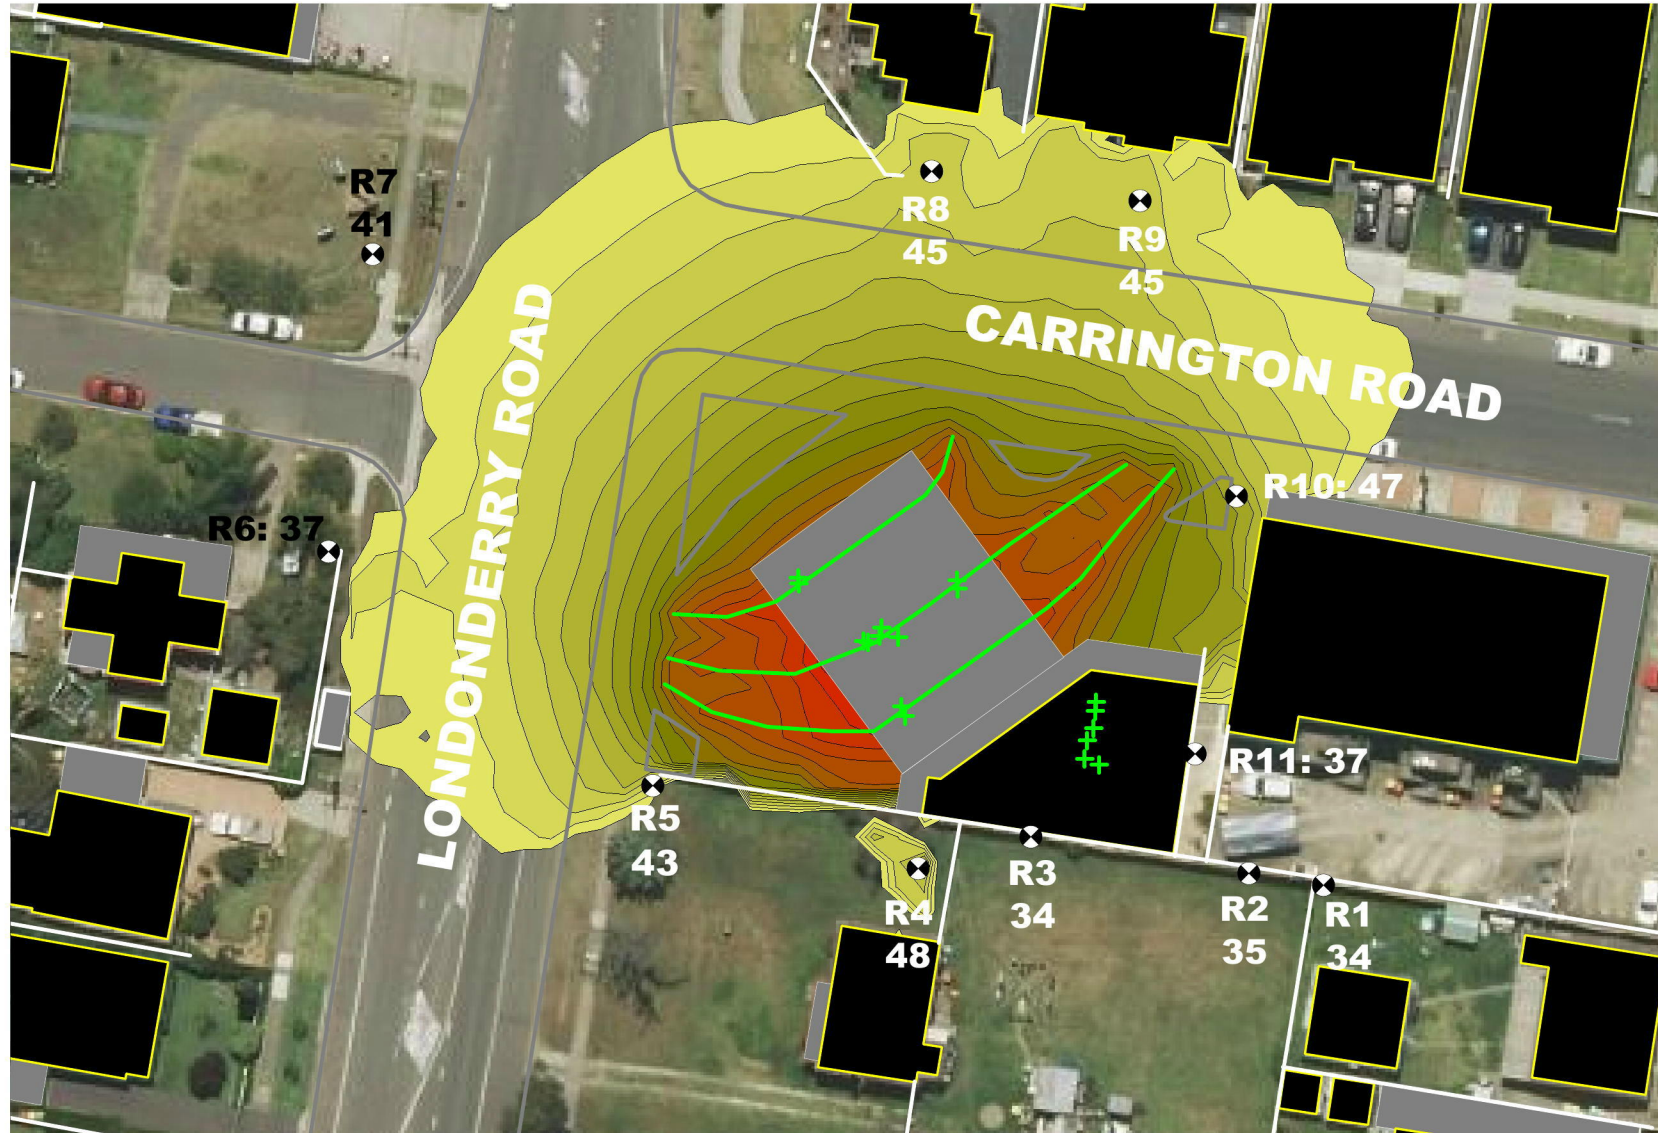 R7
41
R8
45
R9
45
CARRINGTON ROAD
LONDONDERRY ROAD
R10: 47
R6: 37
R11: 37
R5
43
R3
34
R4
48
R2
35
R1
34